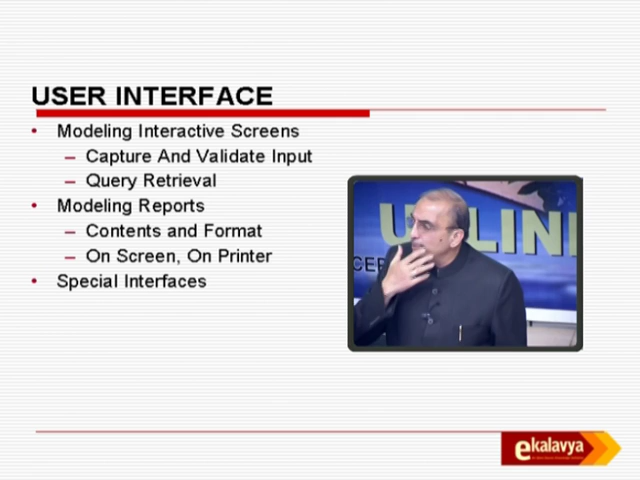 USER INTERFACE
• Modeling Interactive Screens
– Capture And Validate Input
– Query Retrieval
• Modeling Reports
– Contents and Format
– On Screen, On Printer
• Special Interfaces
LIN
ekalavya